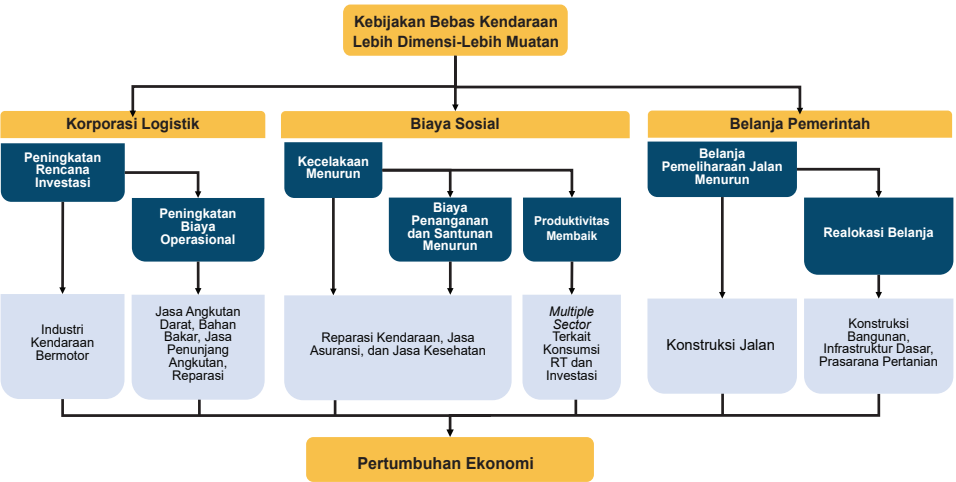 Kebijakan Bebas Kendaraan
Lebih Dimensi-Lebih Muatan
Korporasi Logistik
Biaya Sosial
Belanja Pemerintah
Peningkatan
Rencana
Investasi
Peningkatan
Biaya
Operasional
Kecelakaan
Menurun
Biaya
Penanganan
dan Santunan
Menurun
Produktivitas
Membaik
Belanja
Pemeliharaan Jalan
Menurun
Realokasi Belanja
Industri
Kendaraan
Bermotor
Jasa Angkutan
Darat, Bahan
Bakar, Jasa
Penunjang
Angkutan,
Reparasi
Reparasi Kendaraan, Jasa
Asuransi, dan Jasa Kesehatan
Multiple
Sector
Terkait
Konsumsi
RT dan
Investasi
Konstruksi Jalan
Konstruksi
Bangunan,
Infrastruktur Dasar,
Prasarana Pertanian
Pertumbuhan Ekonomi